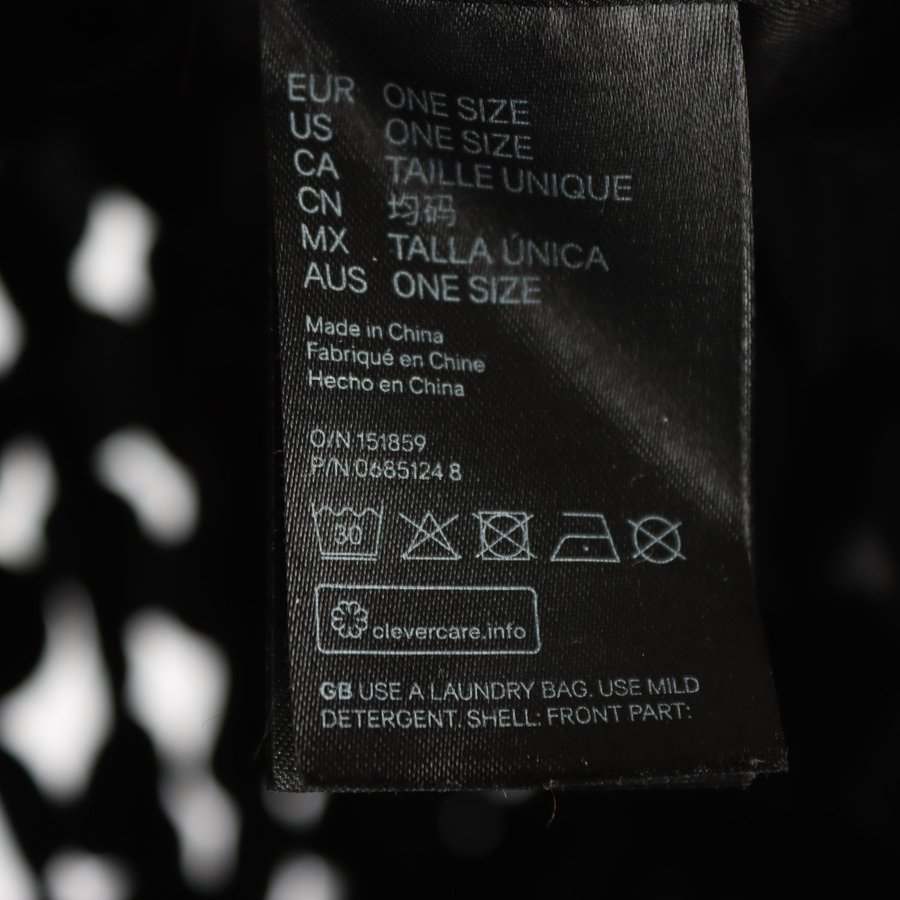 EUR ONE SIZE
US ONE SIZE
CA TAILLE UNIQUE
CN 均码
MX TALLA ÚNICA
AUS ONE SIZE
Made in China
Fabriqué en Chine
Hecho en China
O/N 151859
P/N 0685124 8
30
clevercare.info
GB USE A LAUNDRY BAG. USE MILD
DETERGENT. SHELL: FRONT PART: